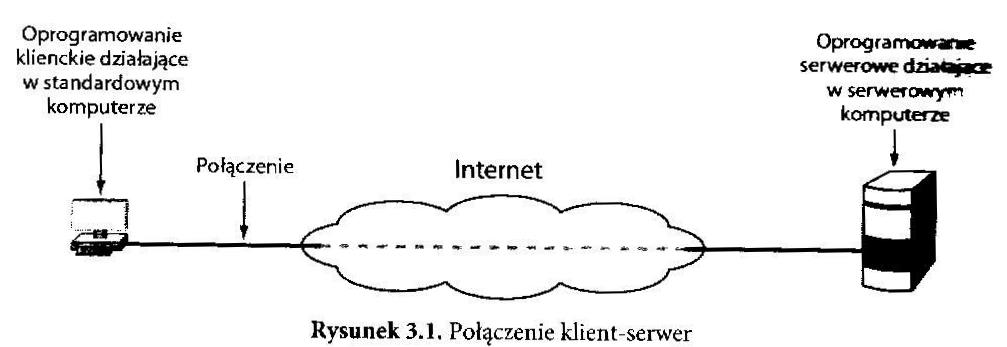 Oprogramowanie
klienckie działające
w standardowym
komputerze
Oprogramowanie
serwerowe działające
w serwerowym
komputerze
Połączenie
Internet
Rysunek 3.1. Połączenie klient-serwer